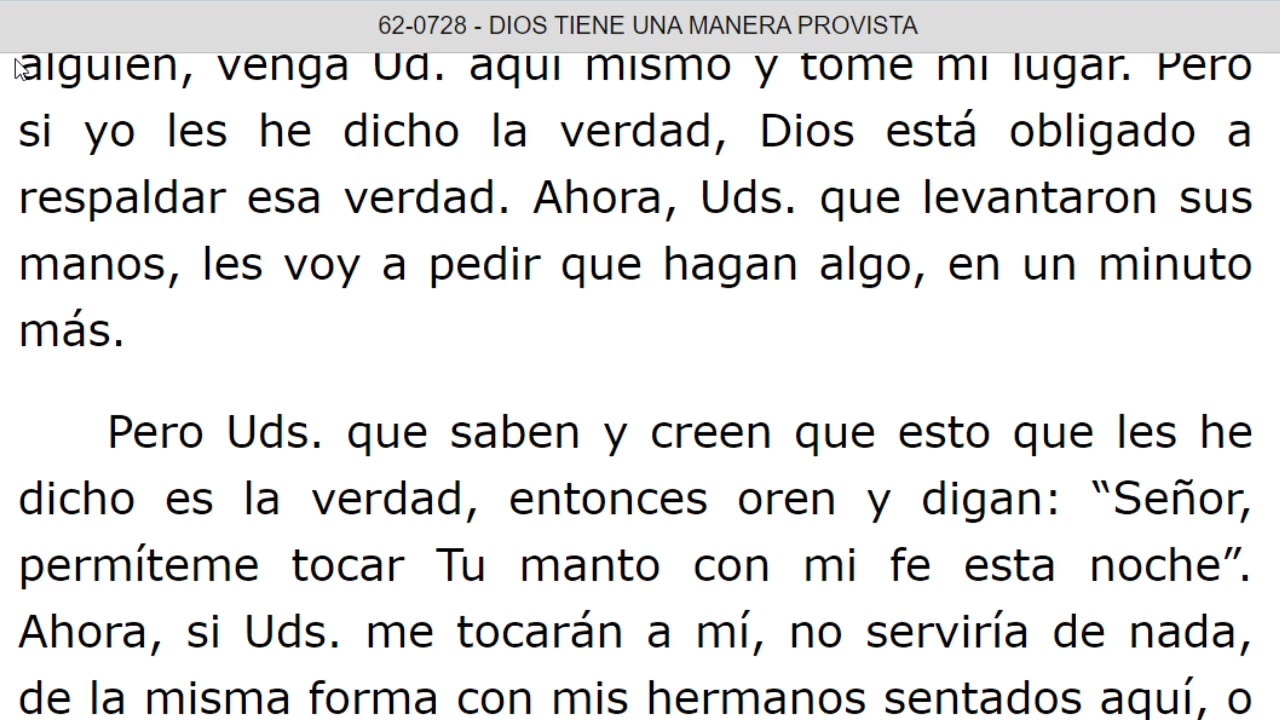 62-0728 - DIOS TIENE UNA MANERA PROVISTA
alguien, venga Ud. aquí mismo y tome mi lugar. Pero
si yo les he dicho la verdad, Dios está obligado a
respaldar esa verdad. Ahora, Uds. que levantaron sus
manos, les voy a pedir que hagan algo, en un minuto
más.
Pero Uds. que saben y creen que esto que les he
dicho es la verdad, entonces oren y digan: “Señor,
permíteme tocar Tu manto con mi fe esta noche”.
Ahora, si Uds. me tocarán a mí, no serviría de nada,
de la misma forma con mis hermanos sentados aquí, o